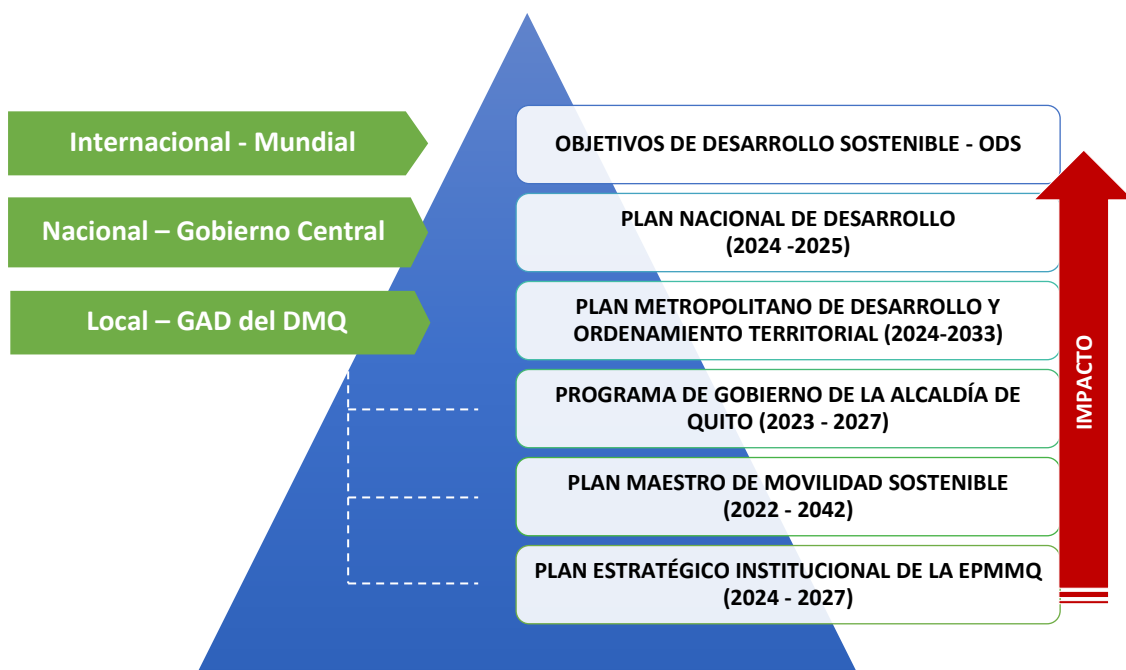 Internacional - Mundial
OBJETIVOS DE DESARROLLO SOSTENIBLE - ODS
Nacional – Gobierno Central
PLAN NACIONAL DE DESARROLLO
(2024 -2025)
Local – GAD del DMQ
PLAN METROPOLITANO DE DESARROLLO Y
ORDENAMIENTO TERRITORIAL (2024-2033)
PROGRAMA DE GOBIERNO DE LA ALCALDÍA DE
QUITO (2023 - 2027)
PLAN MAESTRO DE MOVILIDAD SOSTENIBLE
(2022 - 2042)
PLAN ESTRATÉGICO INSTITUCIONAL DE LA EPMMQ
(2024 - 2027)
IMPACTO